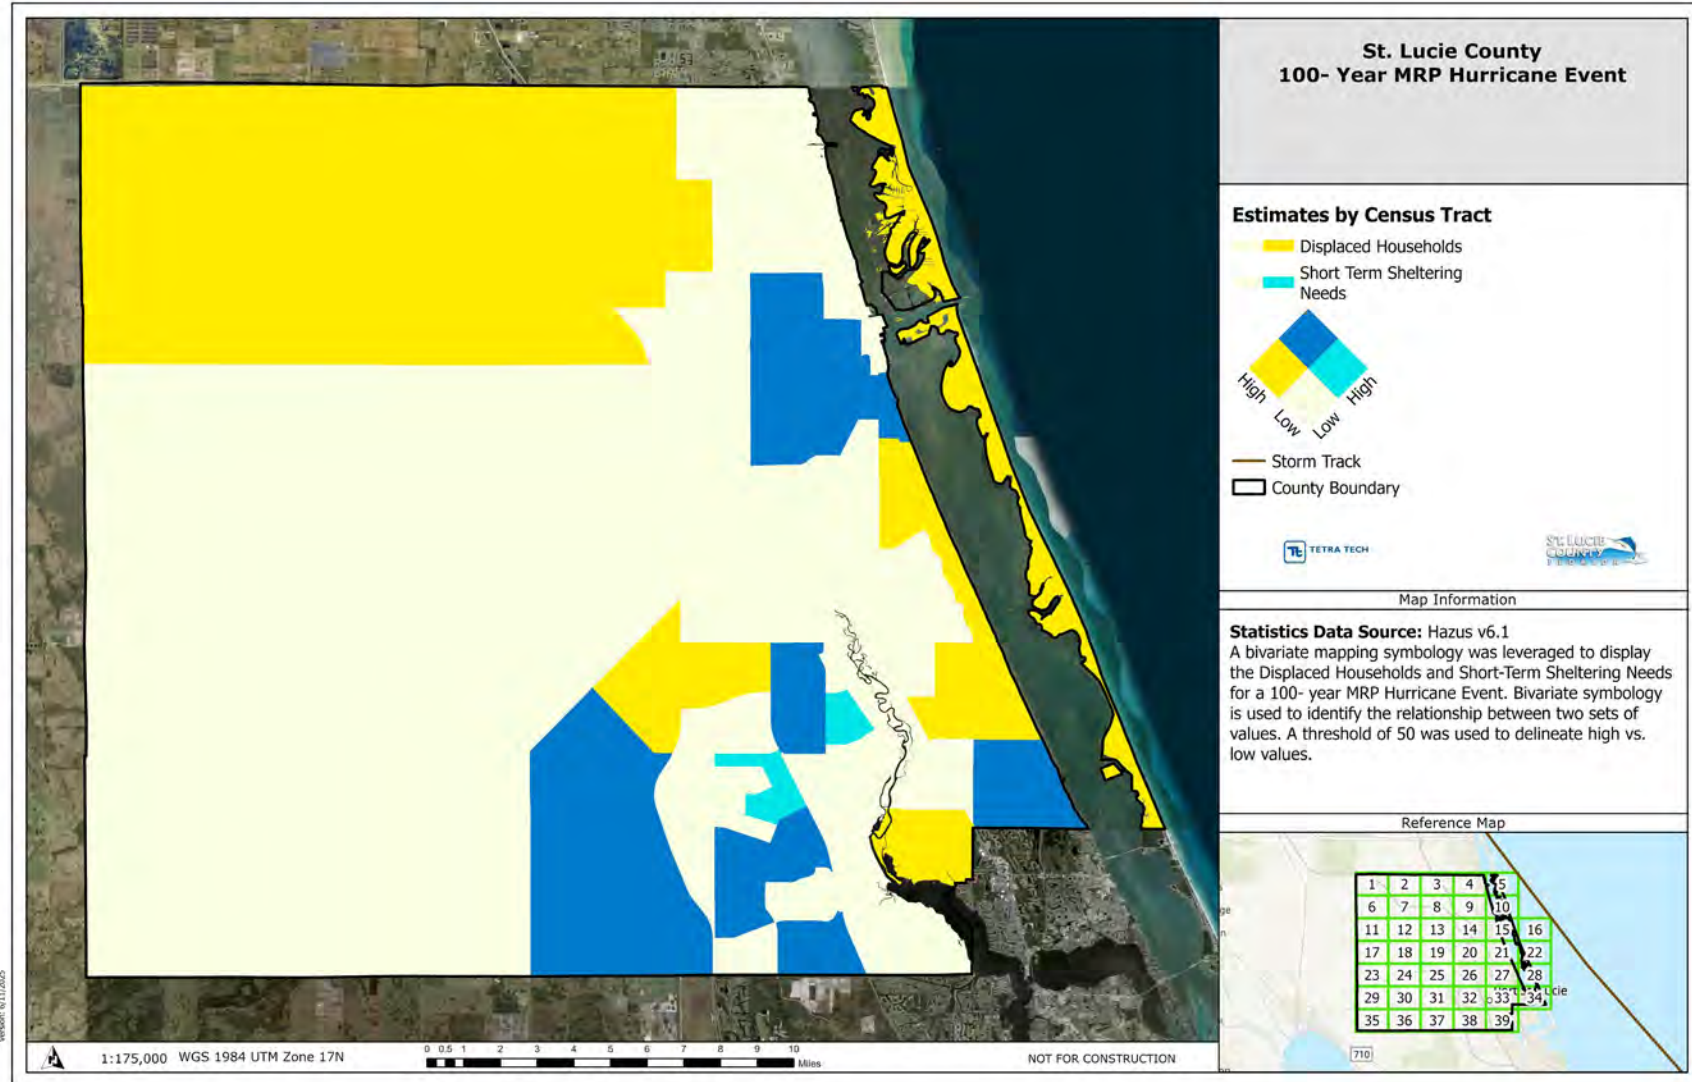 St. Lucie County
100- Year MRP Hurricane Event
Estimates by Census Tract
Displaced Households
Short Term Sheltering
Needs
High
Low
Low
High
Storm Track
County Boundary
TETRA TECH
ST. LUCIE
COUNTY
Map Information
Statistics Data Source: Hazus v6.1
A bivariate mapping symbology was leveraged to display
the Displaced Households and Short-Term Sheltering Needs
for a 100- year MRP Hurricane Event. Bivariate symbology
is used to identify the relationship between two sets of
values. A threshold of 50 was used to delineate high vs.
low values.
Reference Map
1 2 3 4 5
6 7 8 9 10
11 12 13 14 15 16
17 18 19 20 21 22
23 24 25 26 27 28
29 30 31 32 33 34
35 36 37 38 39
710
1:175,000 WGS 1984 UTM Zone 17N
0 0.5 1 2 3 4 5 6 7 8 9 10
Miles
NOT FOR CONSTRUCTION